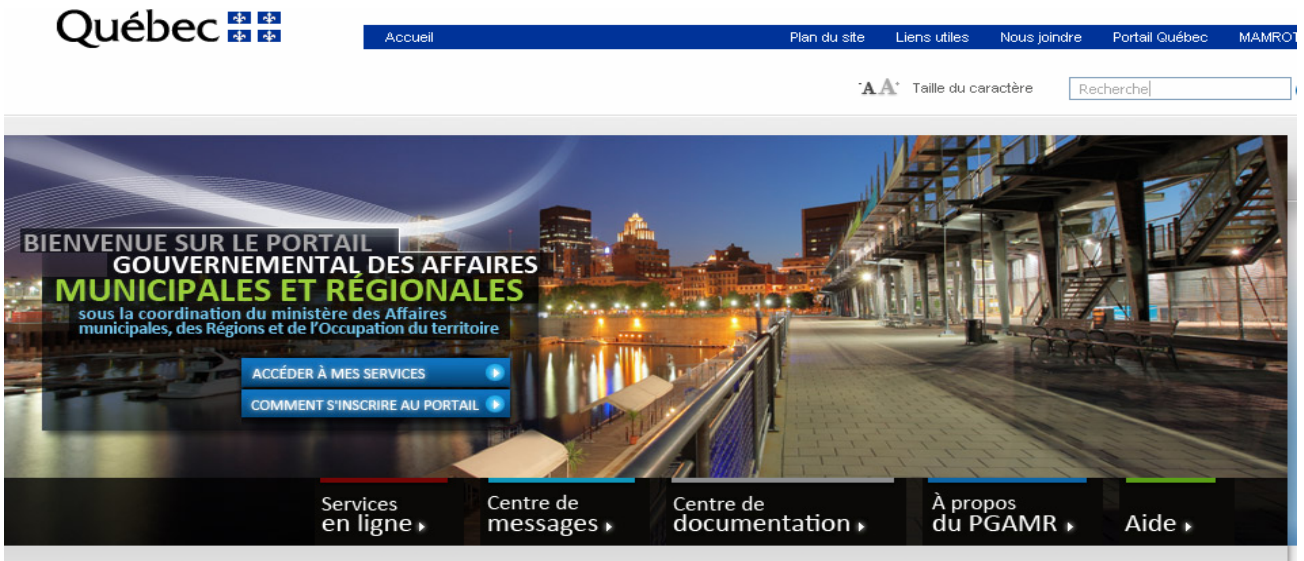 Québec
Accueil Plan du site Liens utiles Nous joindre Portail Québec MAMROT
-A A+ Taille du caractère Recherche
BIENVENUE SUR LE PORTAIL
GOUVERNEMENTAL DES AFFAIRES
MUNICIPALES ET RÉGIONALES
sous la coordination du ministère des Affaires
municipales, des Régions et de l'Occupation du territoire
ACCÉDER À MES SERVICES
COMMENT S'INSCRIRE AU PORTAIL
Services
en ligne
Centre de
messages
Centre de
documentation
À propos
du PGAMR
Aide